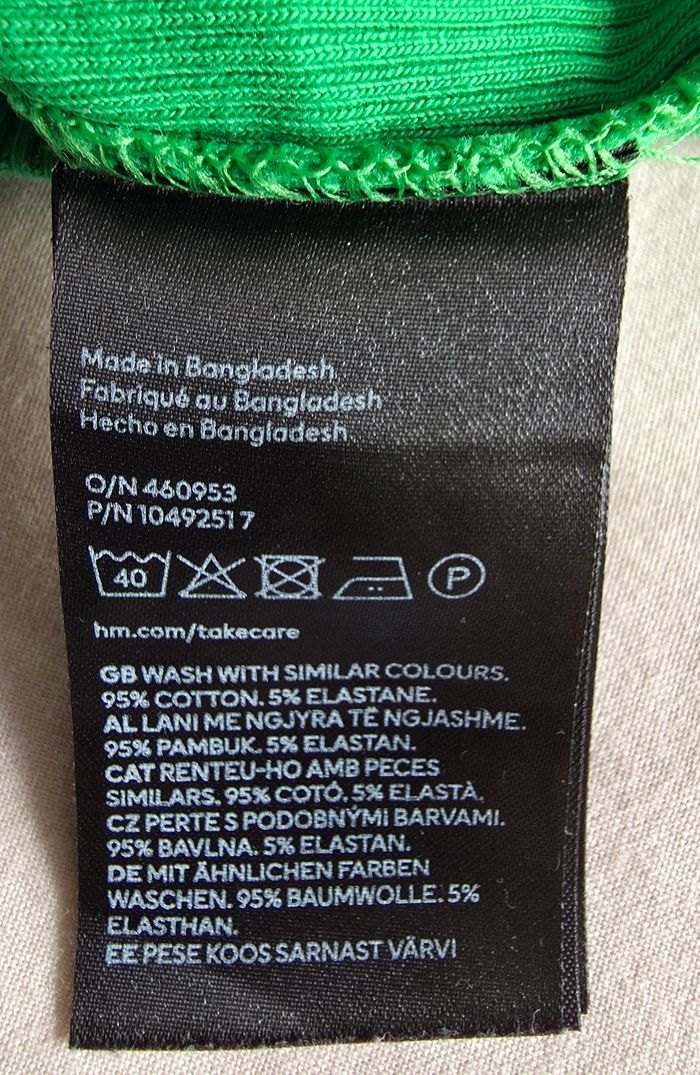 Made in Bangladesh
Fabriqué au Bangladesh
Hecho en Bangladesh
O/N 460953
P/N 10492517
40 P
hm.com/takecare
GB WASH WITH SIMILAR COLOURS.
95% COTTON. 5% ELASTANE.
AL LANI ME NGJYRA TË NGJASHME.
95% PAMBUK. 5% ELASTAN.
CAT RENTEU-HO AMB PECES
SIMILARS. 95% COTÓ. 5% ELASTÀ.
CZ PERTE S PODOBNÝMI BARVAMI.
95% BAVLNA. 5% ELASTAN.
DE MIT ÄHNLICHEN FARBEN
WASCHEN. 95% BAUMWOLLE. 5%
ELASTHAN.
EE PESE KOOS SARNAST VÄRVI